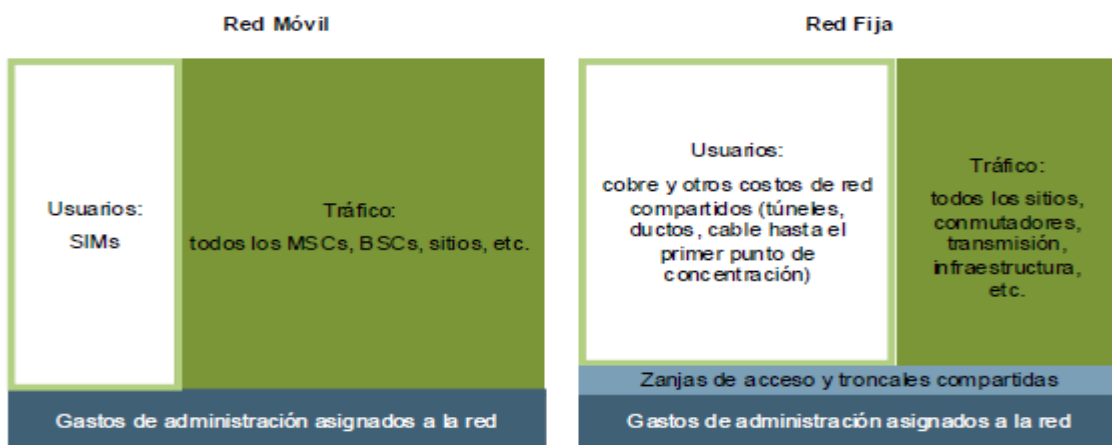 Red Móvil
Usuarios:
SIMs
Tráfico:
todos los MSCs, BSCs, sitios, etc.
Gastos de administración asignados a la red
Red Fija
Usuarios:
cobre y otros costos de red
compartidos (túneles,
ductos, cable hasta el
primer punto de
concentración)
Tráfico:
todos los sitios,
conmutadores,
transmisión,
infraestructura,
etc.
Zanjas de acceso y troncales compartidas
Gastos de administración asignados a la red